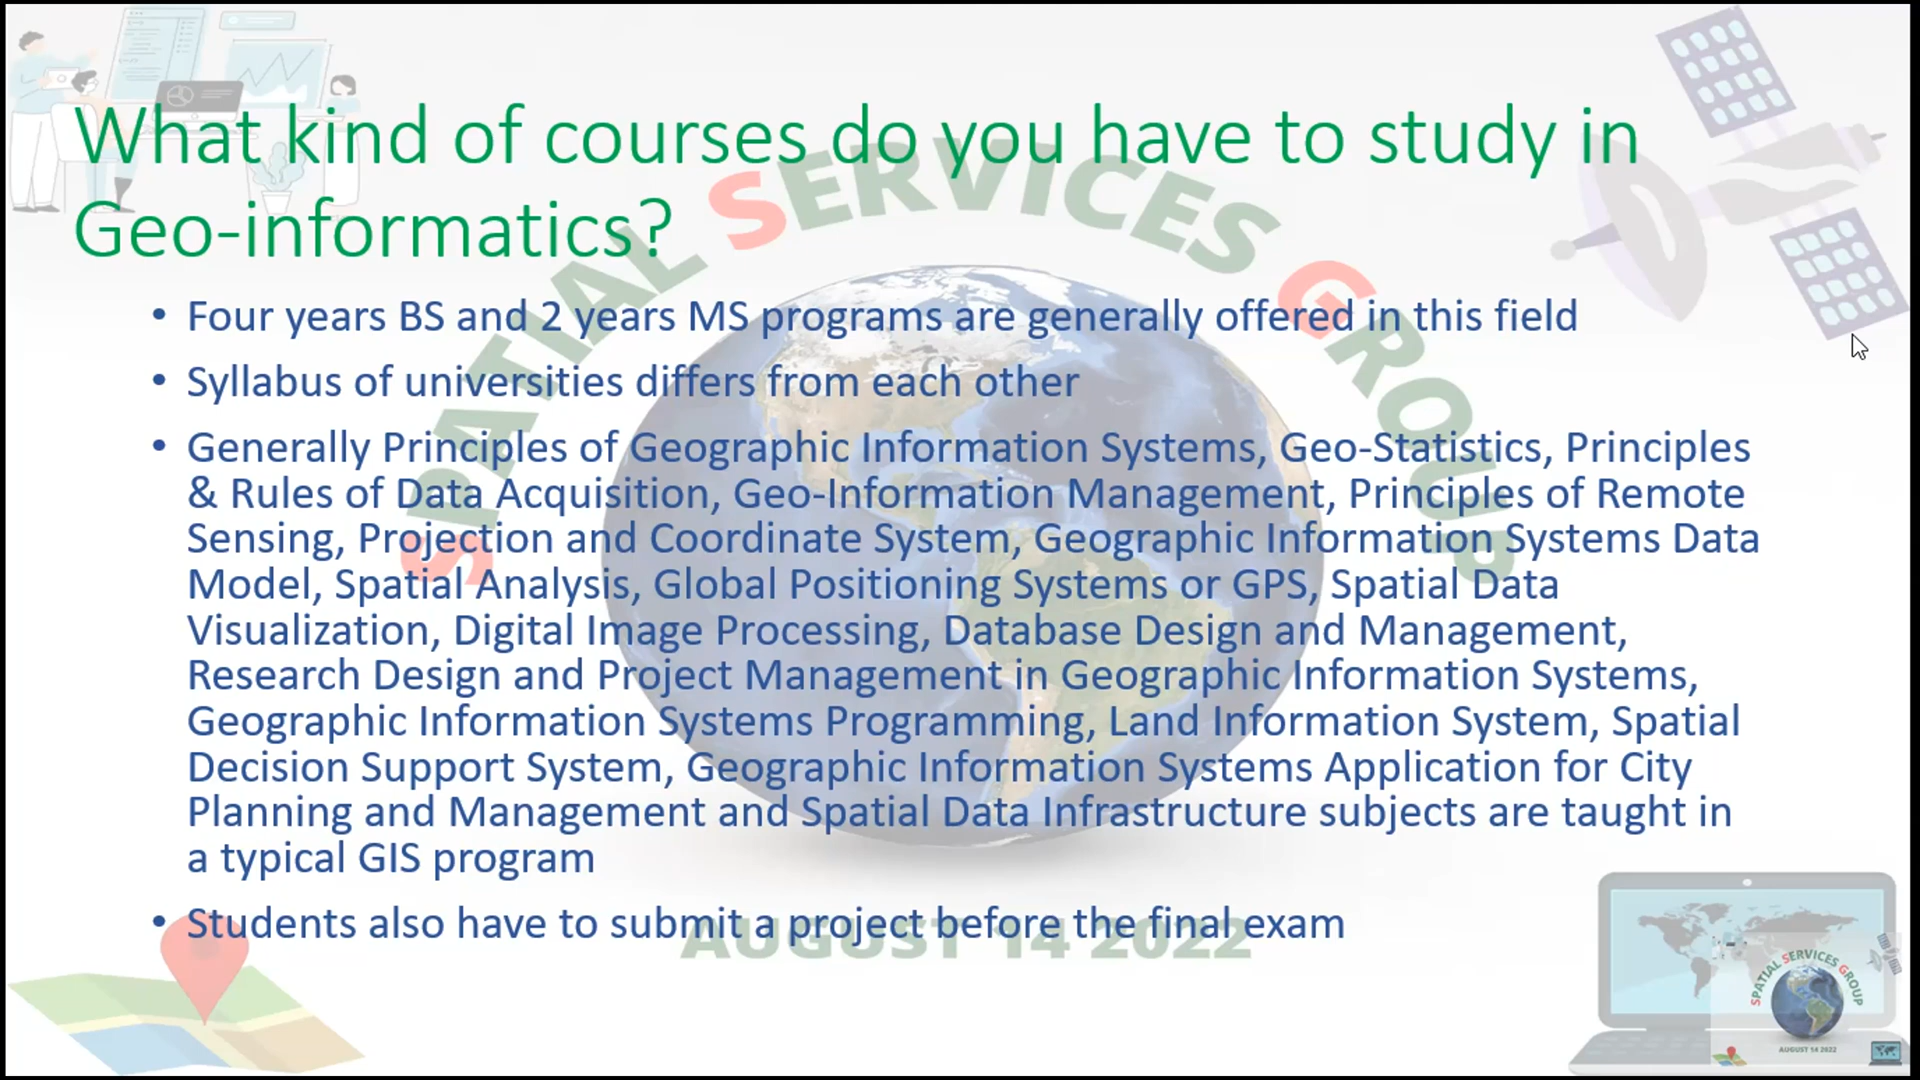 What kind of courses do you have to study in
Geo-informatics?
SPATIAL SERVICES GROUP
• Four years BS and 2 years MS programs are generally offered in this field
• Syllabus of universities differs from each other
• Generally Principles of Geographic Information Systems, Geo-Statistics, Principles
& Rules of Data Acquisition, Geo-Information Management, Principles of Remote
Sensing, Projection and Coordinate System, Geographic Information Systems Data
Model, Spatial Analysis, Global Positioning Systems or GPS, Spatial Data
Visualization, Digital Image Processing, Database Design and Management,
Research Design and Project Management in Geographic Information Systems,
Geographic Information Systems Programming, Land Information System, Spatial
Decision Support System, Geographic Information Systems Application for City
Planning and Management and Spatial Data Infrastructure subjects are taught in
a typical GIS program
• Students also have to submit a project before the final exam
AUGUST 14 2022
SPATIAL SERVICES GROUP
AUGUST 14 2022